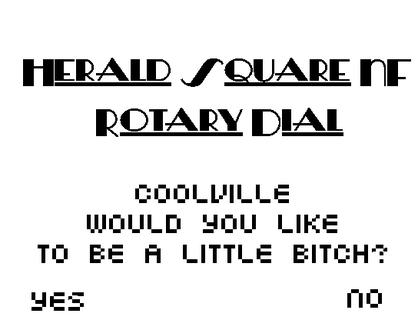 HERALD SQUARE NF
ROTARY DIAL
COOLVILLE
WOULD YOU LIKE
TO BE A LITTLE BITCH?
YES NO